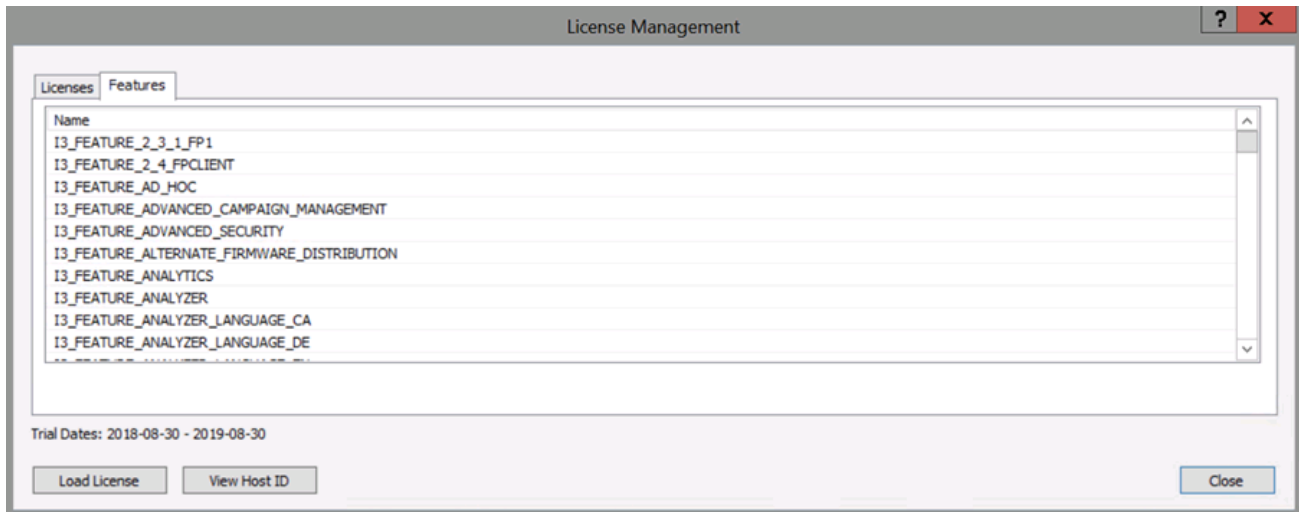 License Management
? x
Licenses Features
Name
I3_FEATURE_2_3_1_FP1
I3_FEATURE_2_4_FPCLIENT
I3_FEATURE_AD_HOC
I3_FEATURE_ADVANCED_CAMPAIGN_MANAGEMENT
I3_FEATURE_ADVANCED_SECURITY
I3_FEATURE_ALTERNATE_FIRMWARE_DISTRIBUTION
I3_FEATURE_ANALYTICS
I3_FEATURE_ANALYZER
I3_FEATURE_ANALYZER_LANGUAGE_CA
I3_FEATURE_ANALYZER_LANGUAGE_DE
Trial Dates: 2018-08-30 - 2019-08-30
Load License View Host ID Close